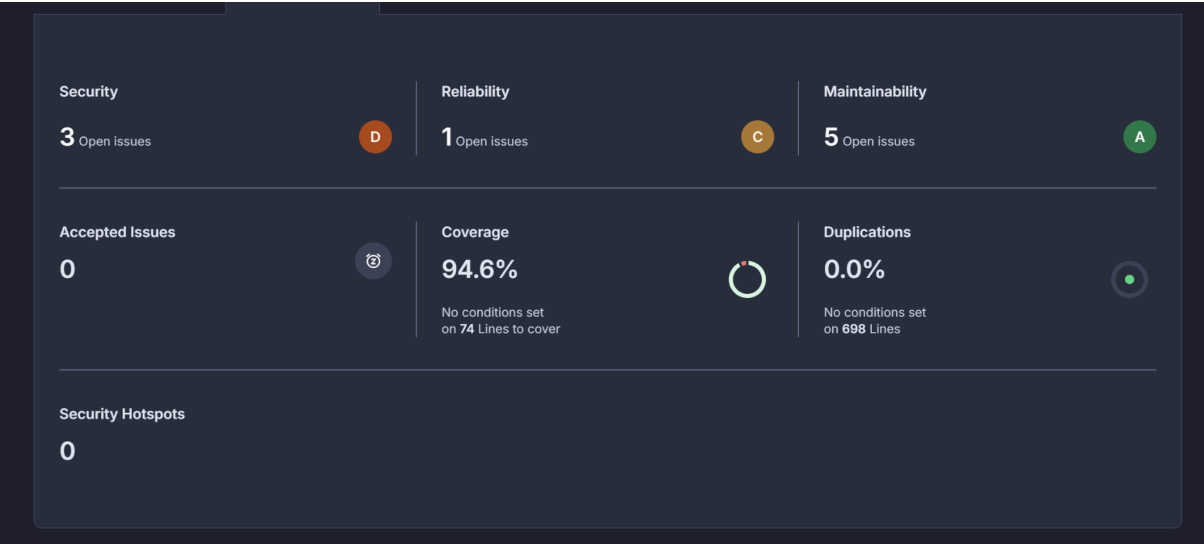 Security
3 Open issues
D
Reliability
1 Open issues
C
Maintainability
5 Open issues
A
Accepted Issues
0
Coverage
94.6%
No conditions set
on 74 Lines to cover
Duplications
0.0%
No conditions set
on 698 Lines
Security Hotspots
0